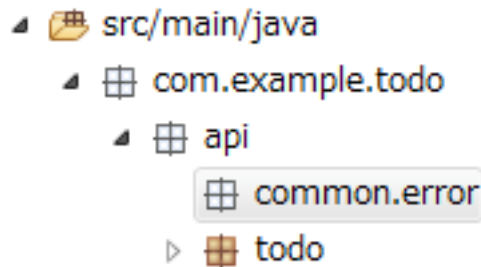 src/main/java
com.example.todo
api
common.error
todo